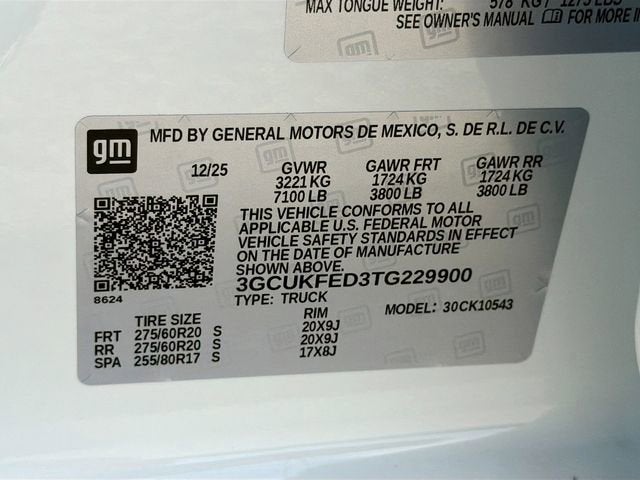 MAX TONGUE WEIGHT: 578 KG / 1275 LBS
SEE OWNER'S MANUAL FOR MORE
gm MFD BY GENERAL MOTORS DE MEXICO, S. DE R.L. DE C.V.
12/25 GVWR GAWR FRT GAWR RR
3221 KG 1724 KG 1724 KG
7100 LB 3800 LB 3800 LB
THIS VEHICLE CONFORMS TO ALL
APPLICABLE U.S. FEDERAL MOTOR
VEHICLE SAFETY STANDARDS IN EFFECT
ON THE DATE OF MANUFACTURE
SHOWN ABOVE.
8624
3GCUKFED3TG229900
TYPE: TRUCK MODEL: 30CK10543
TIRE SIZE RIM
FRT 275/60R20 S 20X9J
RR 275/60R20 S 20X9J
SPA 255/80R17 S 17X8J